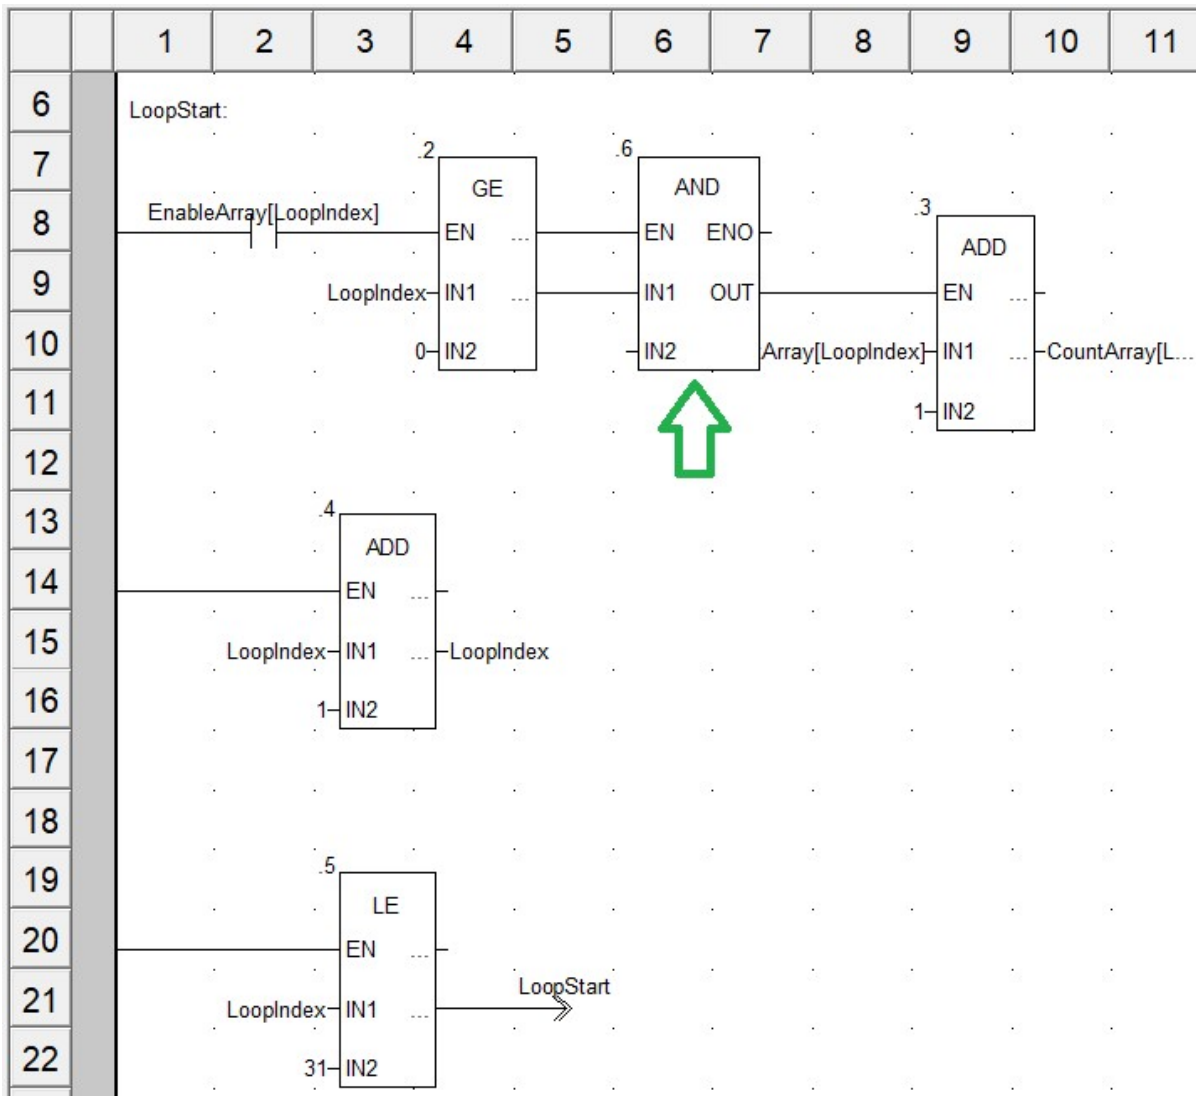 1 2 3 4 5 6 7 8 9 10 11
6 LoopStart:
7 .2 .6
GE AND
8 EnableArray[LoopIndex] .3
EN ... EN ENO ADD
9 LoopIndex IN1 ... IN1 OUT EN ...
10 0 IN2 IN2 Array[LoopIndex] IN1 ... CountArray[L...
11 1 IN2
12
13 .4
ADD
14 EN ...
15 LoopIndex IN1 ... LoopIndex
16 1 IN2
17
18
19 .5
LE
20 EN ...
LoopStart
21 LoopIndex IN1 ...
22 31 IN2